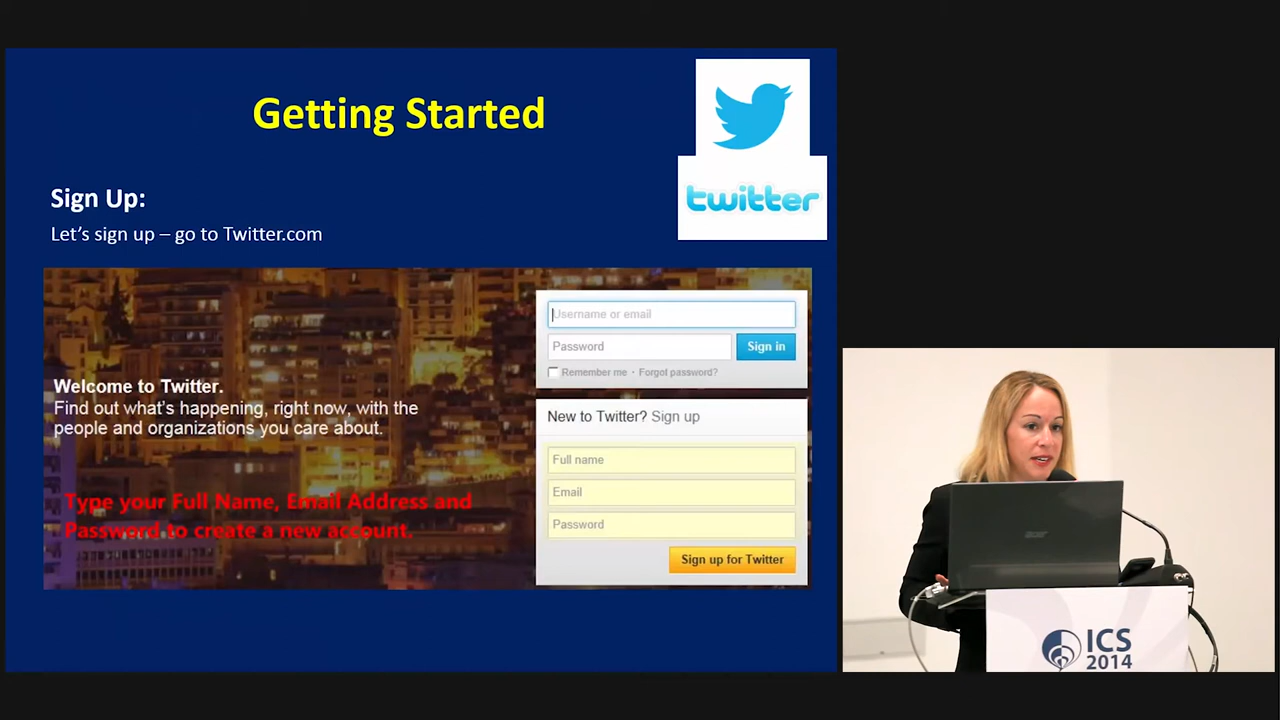 Getting Started
twitter
Sign Up:
Let's sign up – go to Twitter.com
Username or email
Password
Sign in
Remember me · Forgot password?
Welcome to Twitter.
Find out what's happening, right now, with the
people and organizations you care about.
New to Twitter? Sign up
Full name
Email
Password
Type your Full Name, Email Address and
Password to create a new account.
Sign up for Twitter
acer
ICS
2014